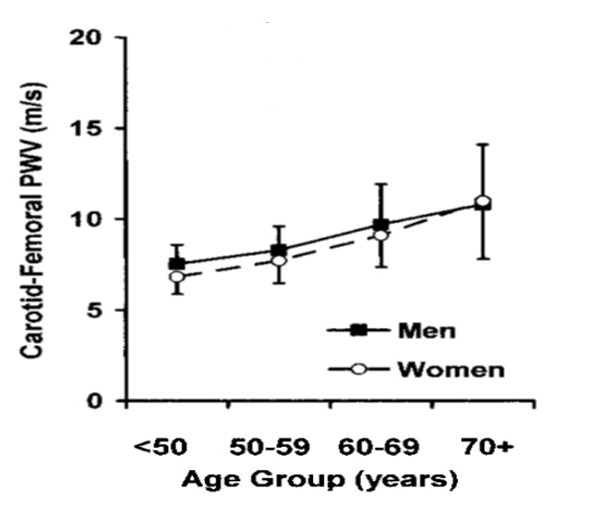 20
15
10
5
0
Carotid-Femoral PWV (m/s)
Men
Women
<50 50-59 60-69 70+
Age Group (years)